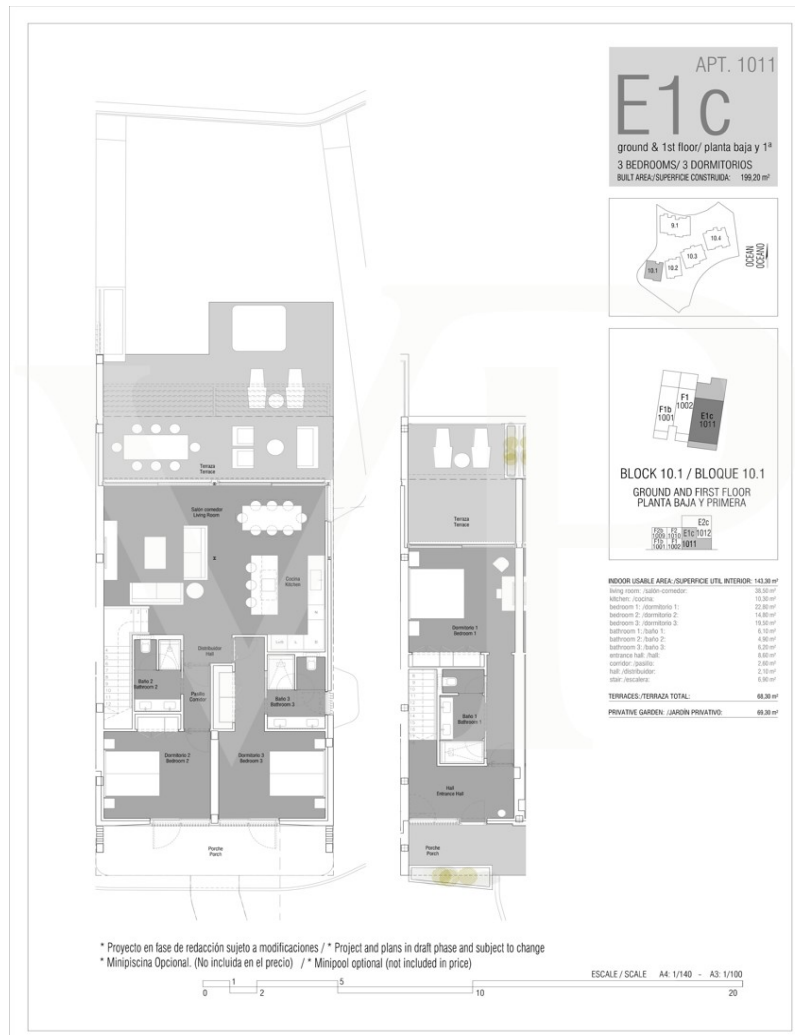 APT. 1011
E1c
ground & 1st floor/ planta baja y 1ª
3 BEDROOMS/ 3 DORMITORIOS
BUILT AREA:/SUPERFICIE CONSTRUIDA: 199,20 m²
9.1
10.4
10.3
10.2
10.1
OCEAN
OCEANO
F1b
1001
F1
1002
E1c
1011
BLOCK 10.1 / BLOQUE 10.1
GROUND AND FIRST FLOOR
PLANTA BAJA Y PRIMERA
E2c
F2b F2 E1c 1012
1009 1010
F1b F1 1011
1001 1002
INDOOR USABLE AREA:/SUPERFICIE UTIL INTERIOR: 143,30 m²
living room: /salón-comedor:
kitchen: /cocina: 10,30 m²
bedroom 1: /dormitorio 1: 22,80 m²
bedroom 2: /dormitorio 2: 14,80 m²
bedroom 3: /dormitorio 3: 19,50 m²
bathroom 1: /baño 1: 6,10 m²
bathroom 2: /baño 2: 4,90 m²
bathroom 3: /baño 3: 6,20 m²
entrance hall: /hall: 8,60 m²
corridor: /pasillo: 2,60 m²
hall: /distribuidor: 2,10 m²
stair: /escalera: 6,90 m²
TERRACES:/TERRAZA TOTAL: 68,30 m²
PRIVATIVE GARDEN: /JARDÍN PRIVATIVO: 69,30 m²
Terraza
Terrace
Salón comedor
Living Room
Cocina
Kitchen
Distribuidor
Hall
Baño 2
Bathroom 2
Pasillo
Corridor
Baño 3
Bathroom 3
Dormitorio 2
Bedroom 2
Dormitorio 3
Bedroom 3
Porche
Porch
Terraza
Terrace
Dormitorio 1
Bedroom 1
Baño 1
Bathroom 1
Hall
Entrance Hall
Porche
Porch
* Proyecto en fase de redacción sujeto a modificaciones / * Project and plans in draft phase and subject to change
* Minipiscina Opcional. (No incluida en el precio) / * Minipool optional (not included in price)
ESCALE / SCALE A4: 1/140 - A3: 1/100
0 1 2 5 10 20